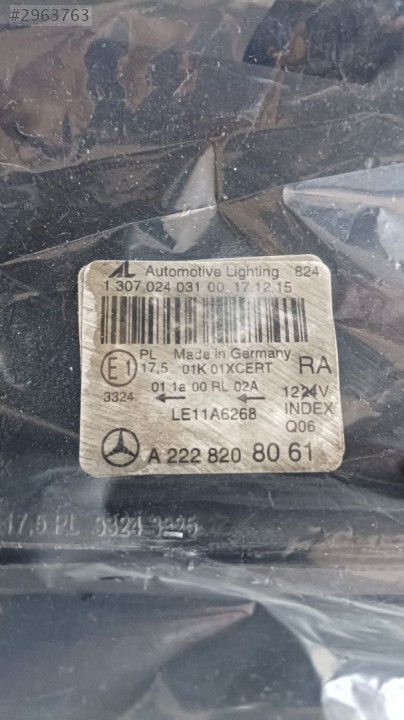 #2963763
AL Automotive Lighting 824
1 307 024 031 00 17.12.15
E1 PL Made in Germany RA
17,5 01K 01XCERT
3324 01 1a 00 RL 02A 12V
LE11A6268 INDEX
Q06
A 222 820 80 61
17,5 PL 3324 3225